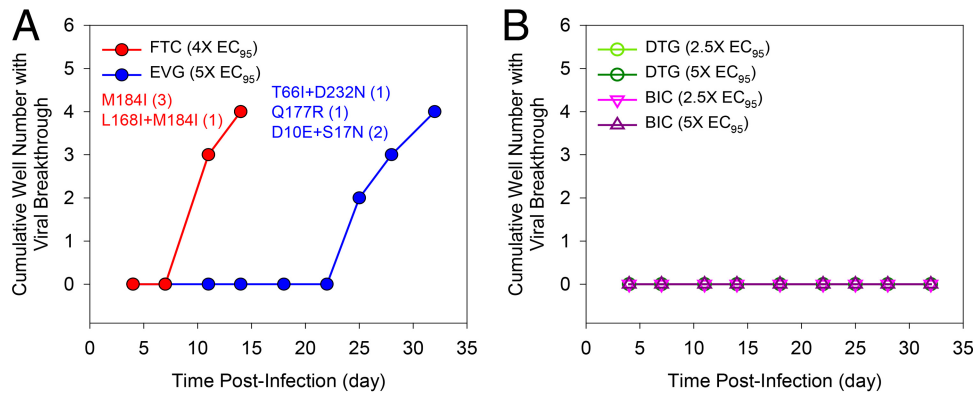 A
Cumulative Well Number with
Viral Breakthrough
6
5
4
3
2
1
0
FTC (4X EC95)
EVG (5X EC95)
M184I (3)
L168I+M184I (1)
T66I+D232N (1)
Q177R (1)
D10E+S17N (2)
0 5 10 15 20 25 30 35
Time Post-Infection (day)
B
Cumulative Well Number with
Viral Breakthrough
6
5
4
3
2
1
0
DTG (2.5X EC95)
DTG (5X EC95)
BIC (2.5X EC95)
BIC (5X EC95)
0 5 10 15 20 25 30 35
Time Post-Infection (day)